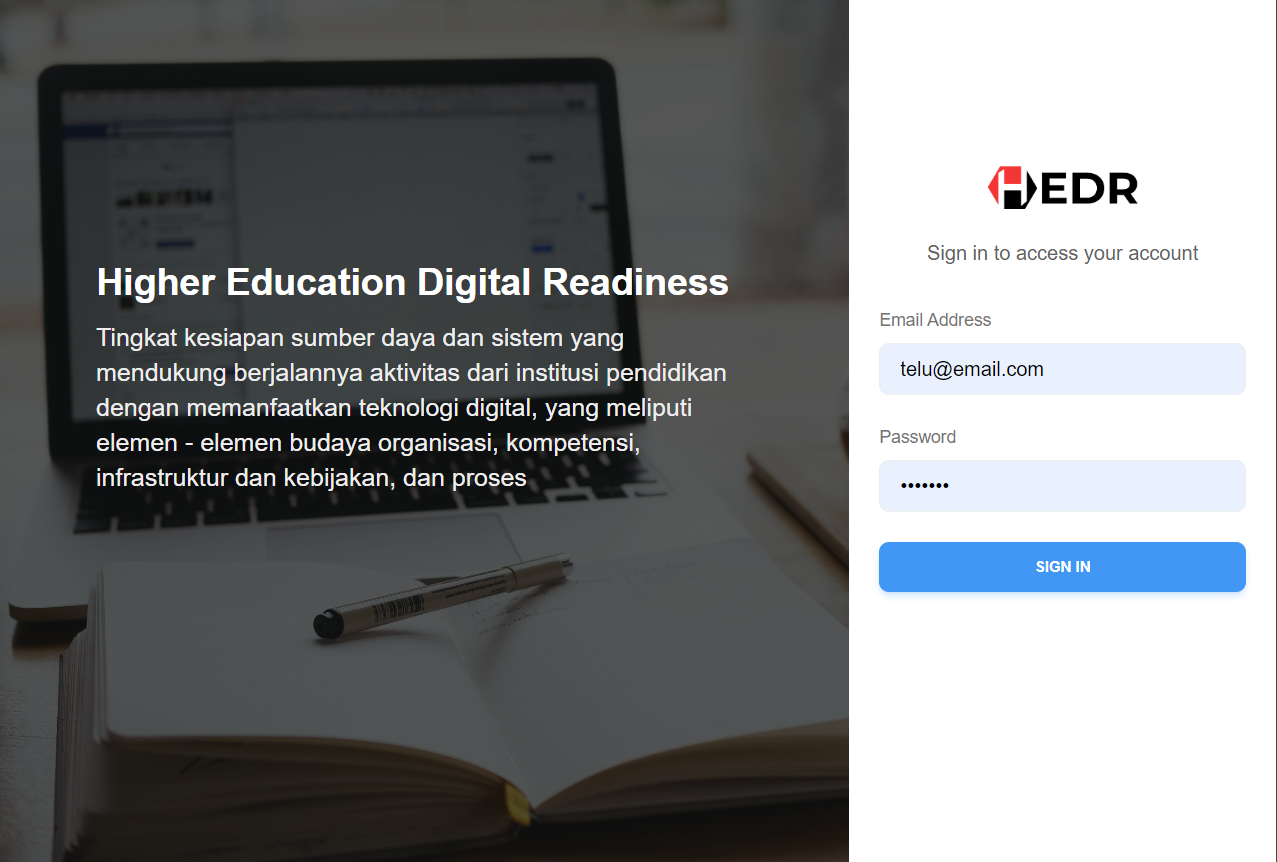 Higher Education Digital Readiness
Tingkat kesiapan sumber daya dan sistem yang
mendukung berjalannya aktivitas dari institusi pendidikan
dengan memanfaatkan teknologi digital, yang meliputi
elemen - elemen budaya organisasi, kompetensi,
infrastruktur dan kebijakan, dan proses
HEDR
Sign in to access your account
Email Address
telu@email.com
Password
•••••••
SIGN IN